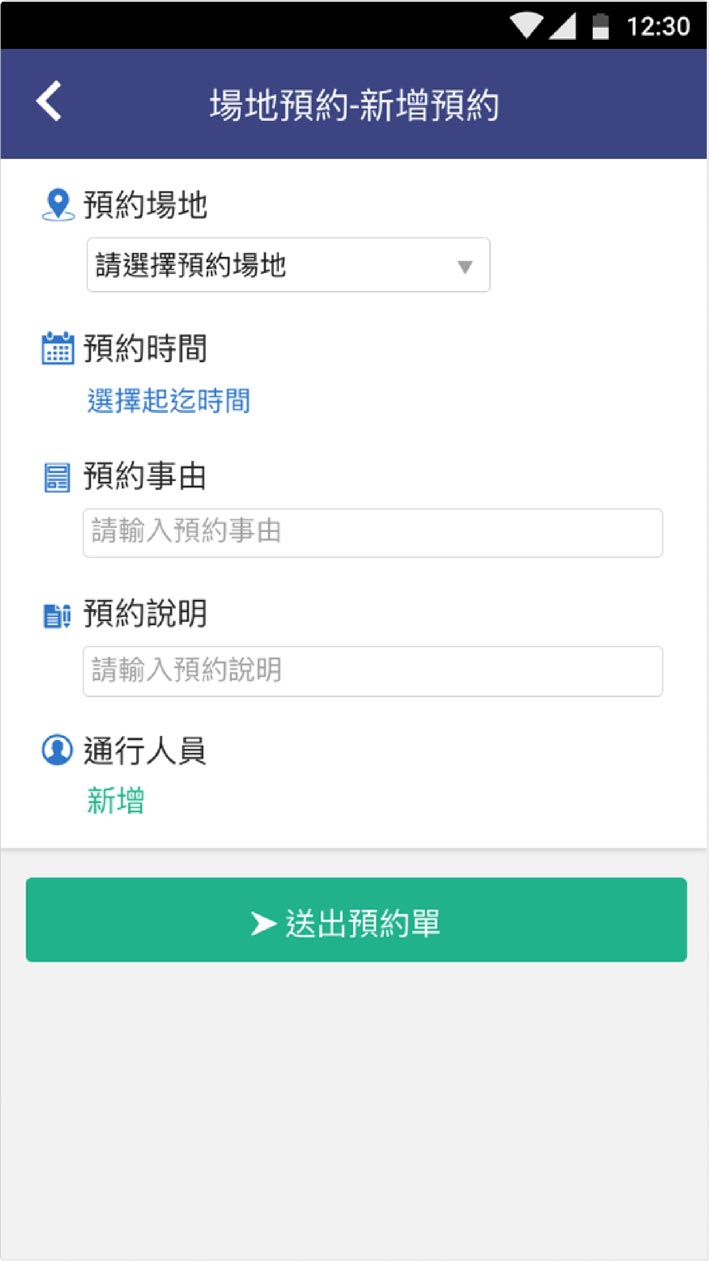 12:30
場地預約-新增預約
預約場地
請選擇預約場地
預約時間
選擇起迄時間
預約事由
請輸入預約事由
預約說明
請輸入預約說明
通行人員
新增
送出預約單